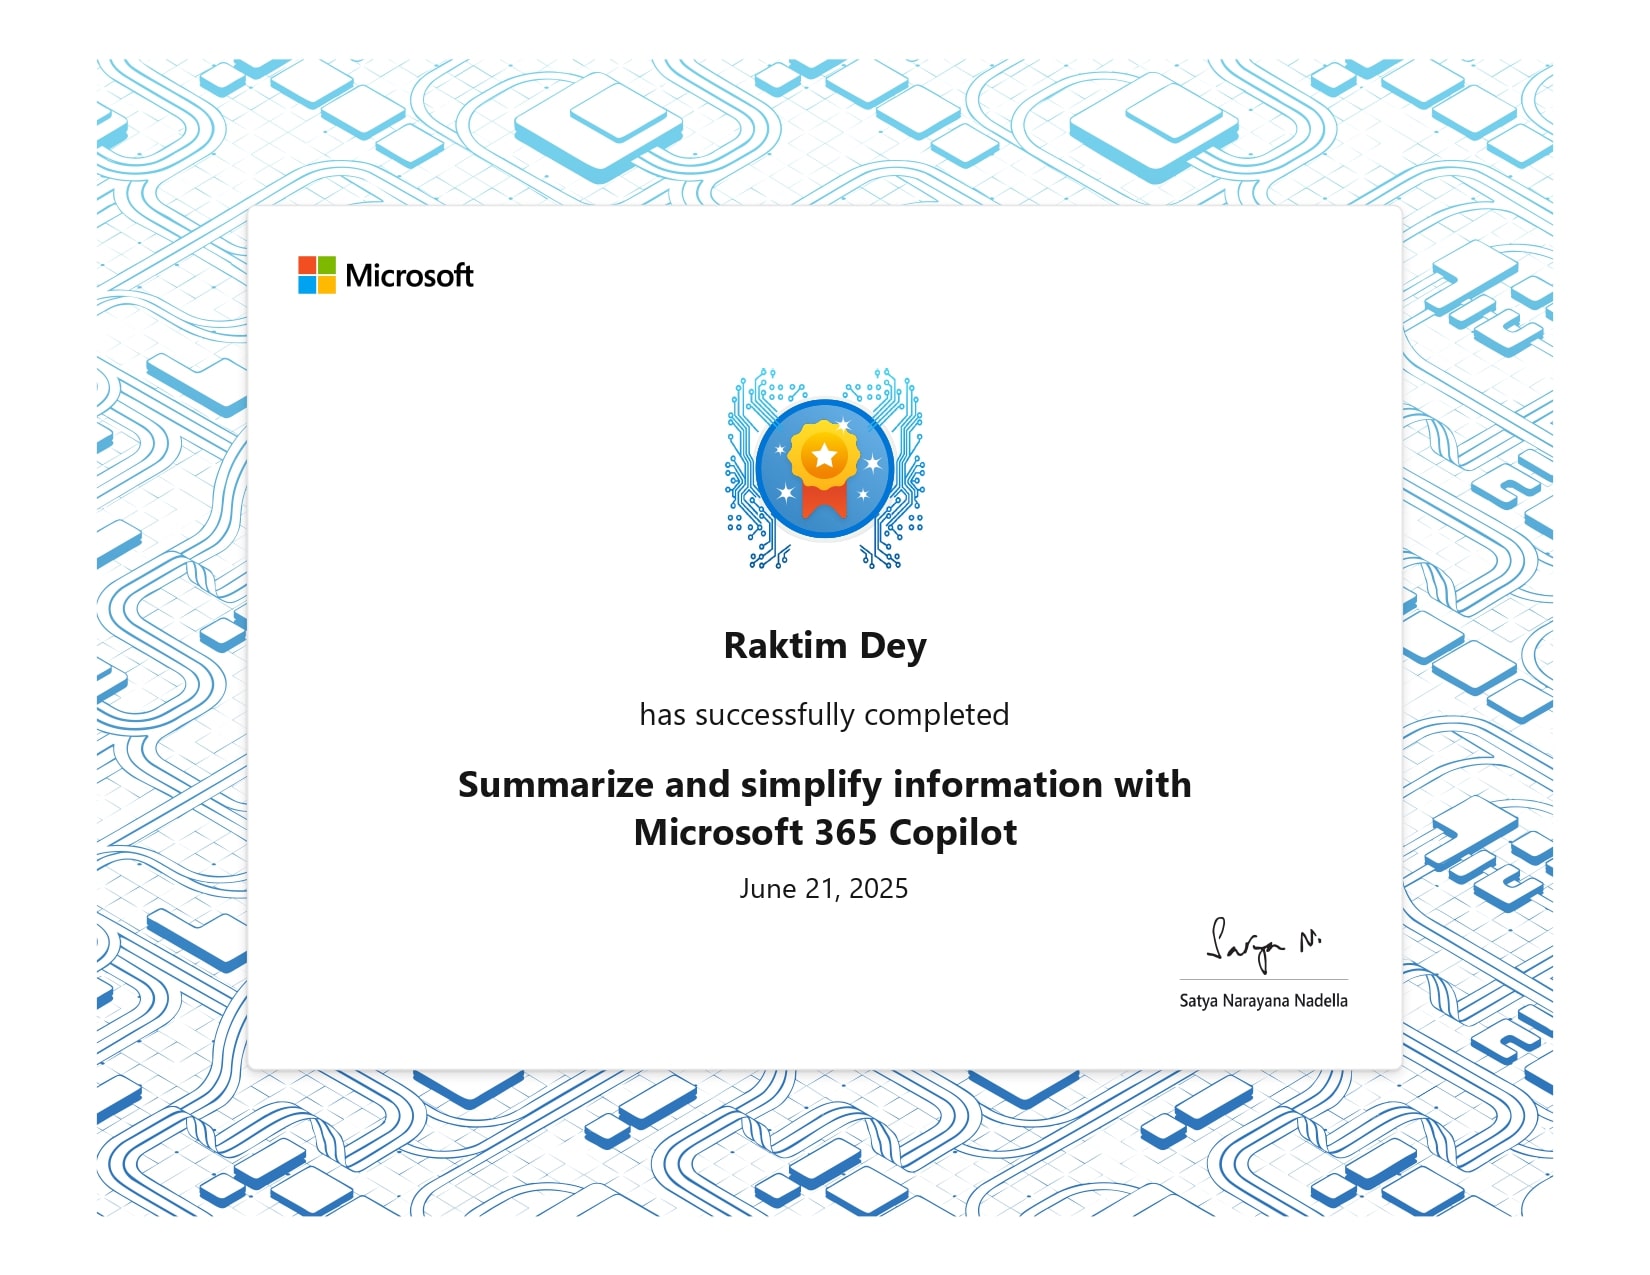 Microsoft
Raktim Dey
has successfully completed
Summarize and simplify information with
Microsoft 365 Copilot
June 21, 2025
Satya N.
Satya Narayana Nadella